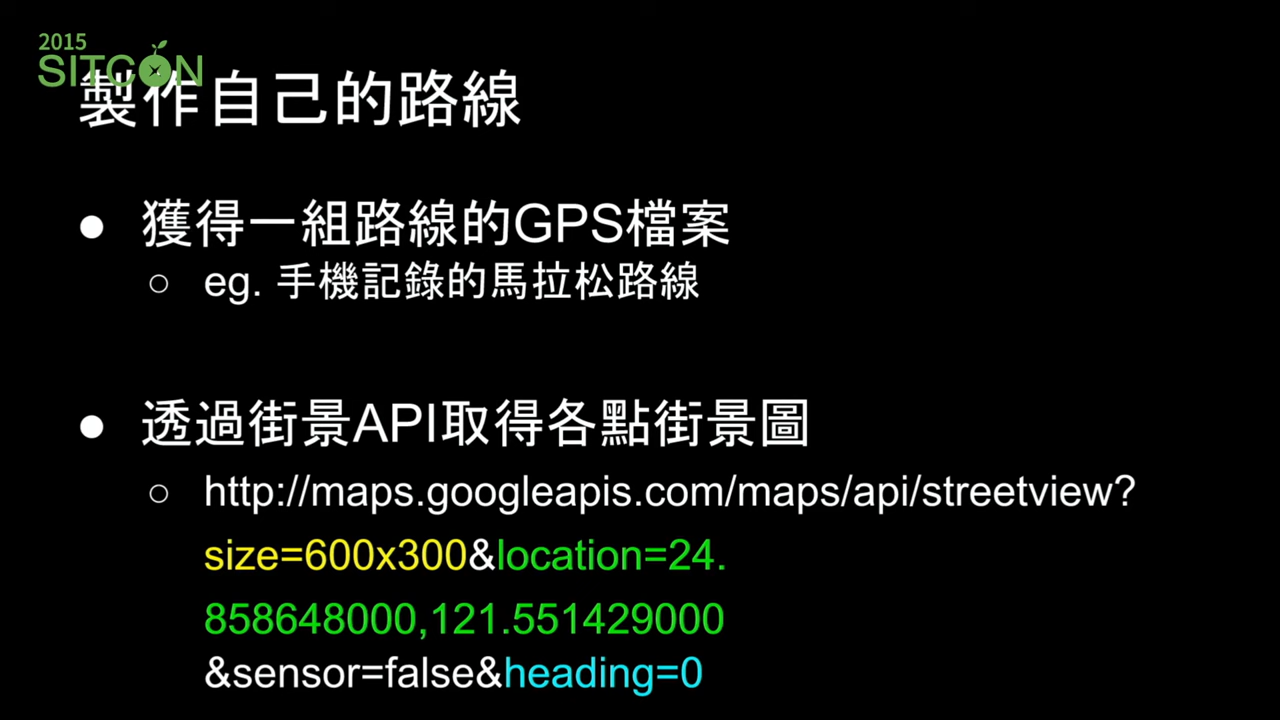 2015
SITCON
製作自己的路線
● 獲得一組路線的GPS檔案
○ eg. 手機記錄的馬拉松路線
● 透過街景API取得各點街景圖
○ http://maps.googleapis.com/maps/api/streetview?
size=600x300&location=24.
858648000,121.551429000
&sensor=false&heading=0